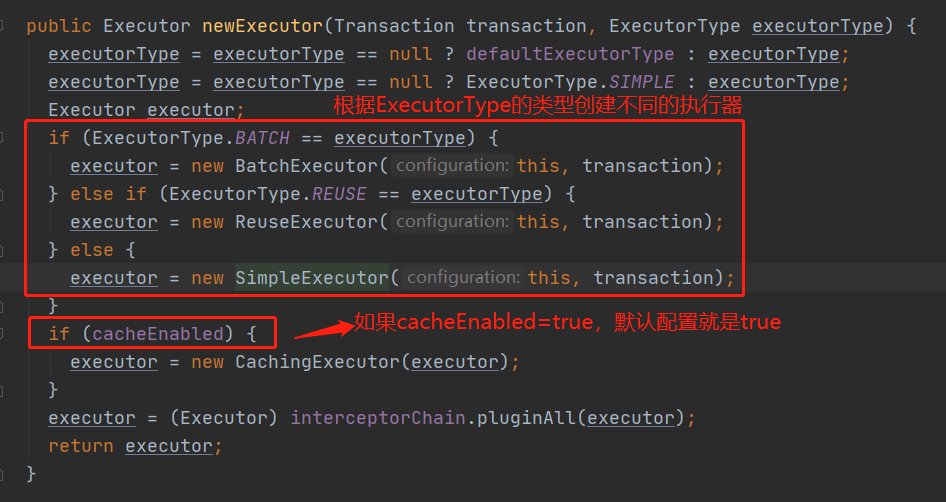 public Executor newExecutor(Transaction transaction, ExecutorType executorType) {
executorType = executorType == null ? defaultExecutorType : executorType;
executorType = executorType == null ? ExecutorType.SIMPLE : executorType;
Executor executor;
根据ExecutorType的类型创建不同的执行器
if (ExecutorType.BATCH == executorType) {
executor = new BatchExecutor( configuration: this, transaction);
} else if (ExecutorType.REUSE == executorType) {
executor = new ReuseExecutor( configuration: this, transaction);
} else {
executor = new SimpleExecutor( configuration: this, transaction);
}
if (cacheEnabled) {
如果cacheEnabled=true，默认配置就是true
executor = new CachingExecutor(executor);
}
executor = (Executor) interceptorChain.pluginAll(executor);
return executor;
}